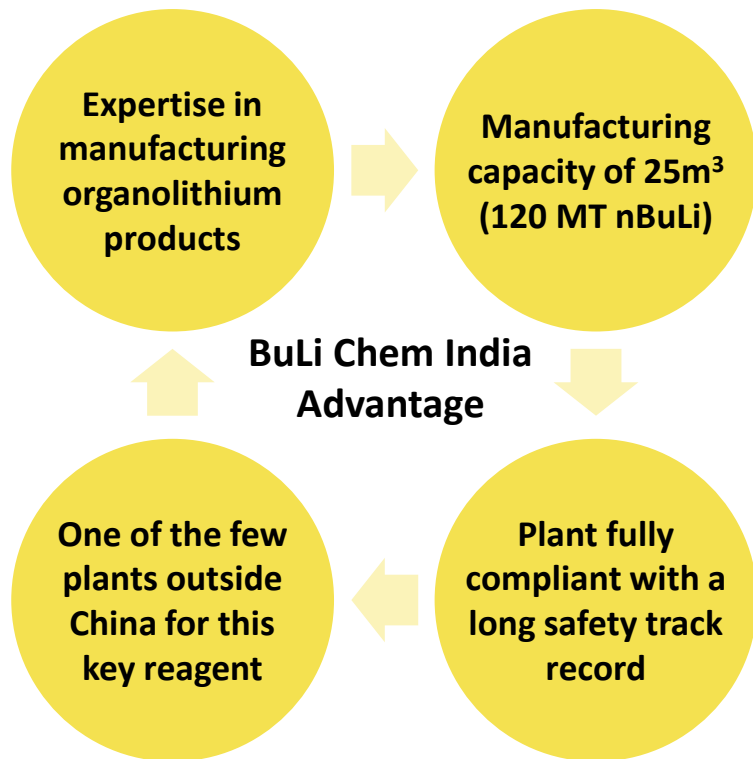 Expertise in
manufacturing
organolithium
products
Manufacturing
capacity of 25m³
(120 MT nBuLi)
BuLi Chem India
Advantage
One of the few
plants outside
China for this
key reagent
Plant fully
compliant with a
long safety track
record